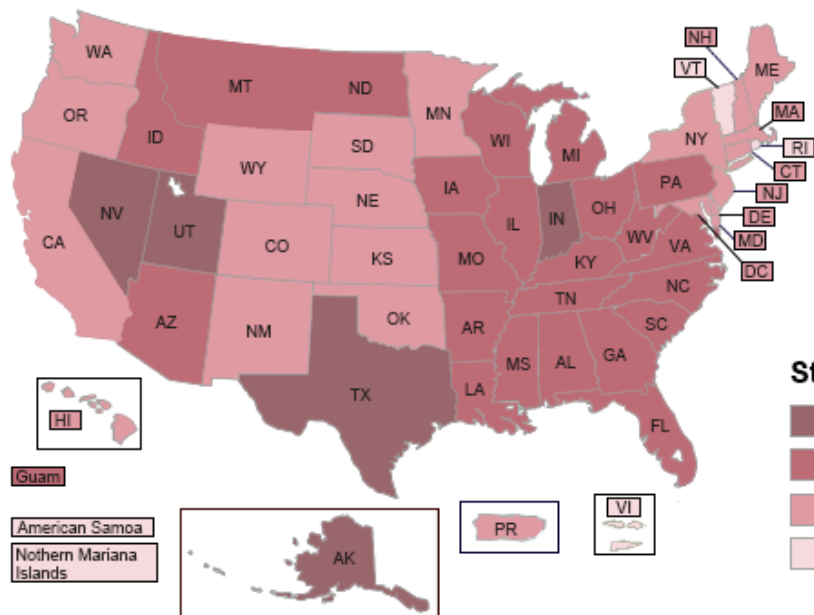 WA
NH
ME
VT
MT
ND
MN
OR
MA
ID
WI
NY
RI
SD
MI
CT
WY
PA
IA
NJ
NE
NV
OH
IL
IN
DE
UT
WV
CA
CO
MD
VA
KS
MO
KY
DC
NC
TN
OK
AZ
NM
AR
SC
MS
AL
GA
St
TX
LA
HI
FL
Guam
VI
American Samoa
PR
Nothern Mariana
Islands
AK